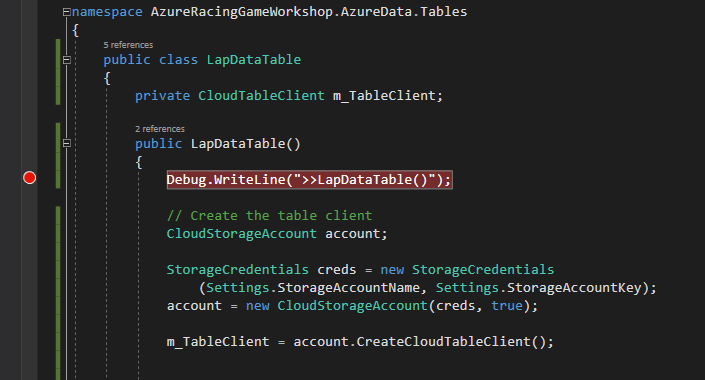 namespace AzureRacingGameWorkshop.AzureData.Tables
{
5 references
public class LapDataTable
{
private CloudTableClient m_TableClient;
2 references
public LapDataTable()
{
Debug.WriteLine(">>LapDataTable()");
// Create the table client
CloudStorageAccount account;
StorageCredentials creds = new StorageCredentials
(Settings.StorageAccountName, Settings.StorageAccountKey);
account = new CloudStorageAccount(creds, true);
m_TableClient = account.CreateCloudTableClient();